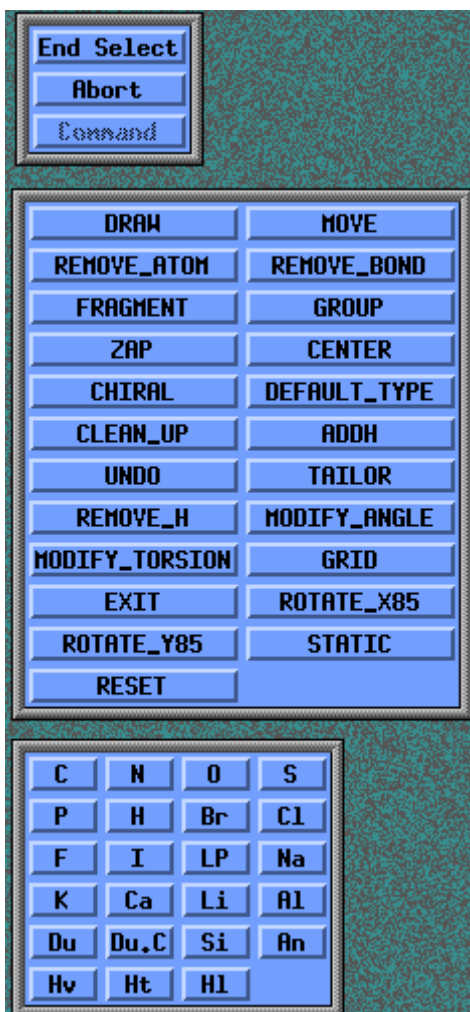 End Select
Abort
Command
DRAW MOVE
REMOVE_ATOM REMOVE_BOND
FRAGMENT GROUP
ZAP CENTER
CHIRAL DEFAULT_TYPE
CLEAN_UP ADDH
UNDO TAILOR
REMOVE_H MODIFY_ANGLE
MODIFY_TORSION GRID
EXIT ROTATE_X85
ROTATE_Y85 STATIC
RESET
C N O S
P H Br Cl
F I LP Na
K Ca Li Al
Du Du.C Si An
Hv Ht Hl